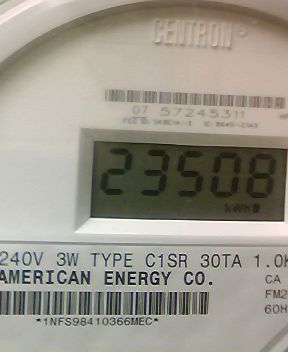 CENTRON®
07 57245311
23508
kWh
240V 3W TYPE C1SR 30TA 1.0K
AMERICAN ENERGY CO.
CA
FM2
60H
*1NFS98410366MEC*